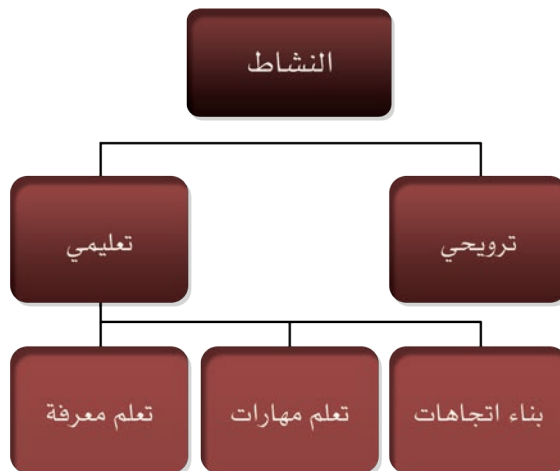 النشاط
ترويحي
تعليمي
بناء اتجاهات
تعلم مهارات
تعلم معرفة